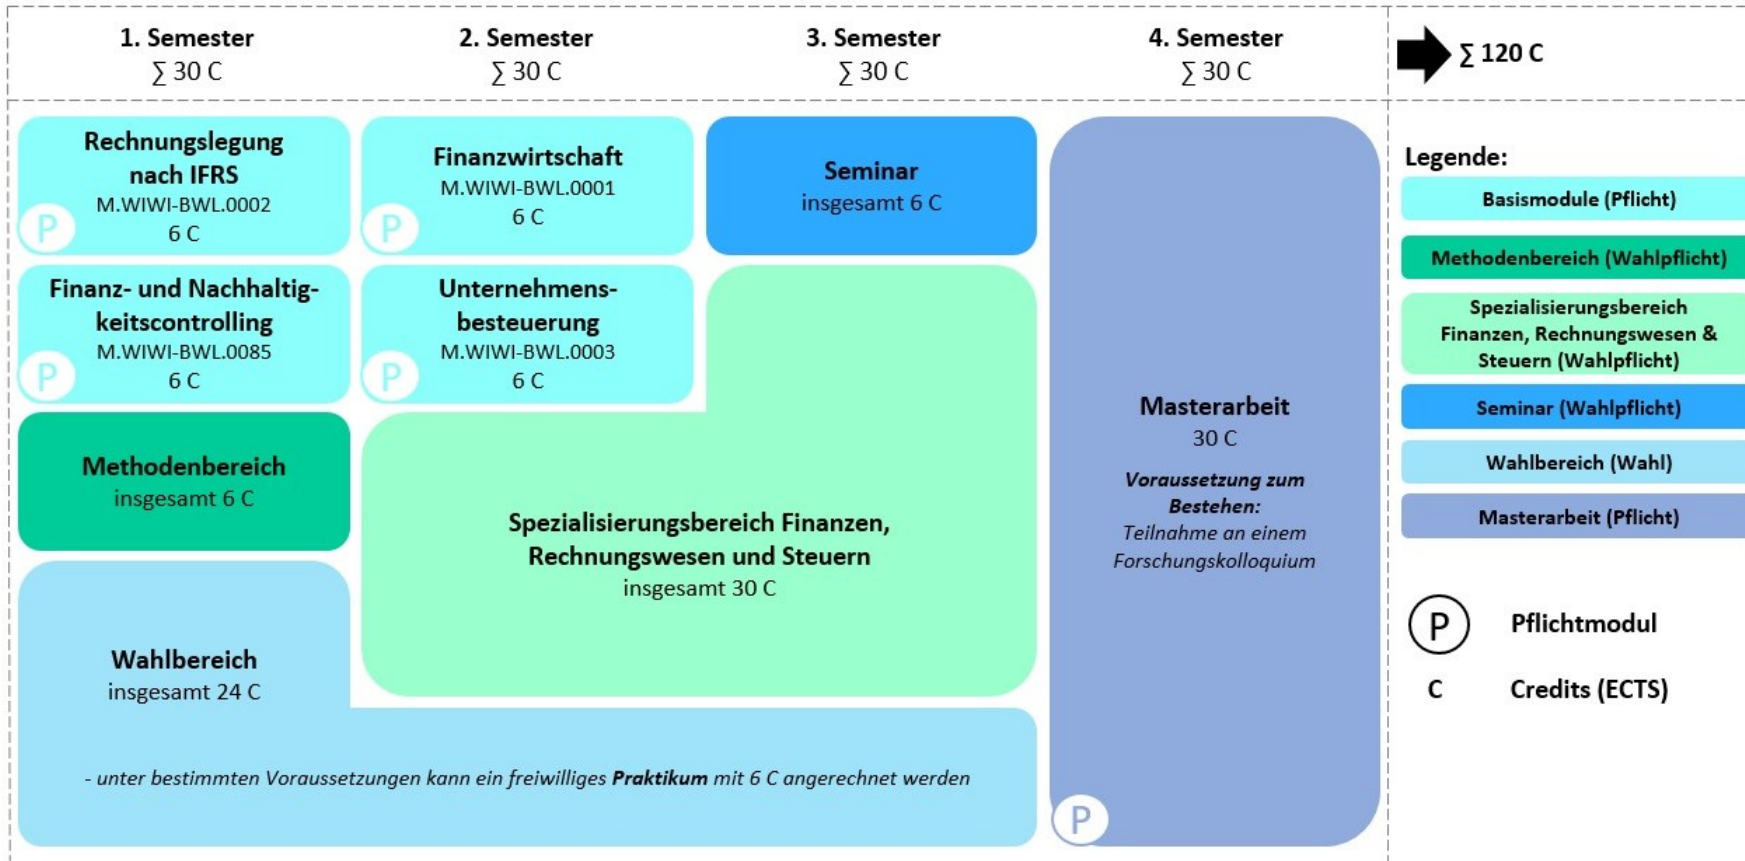 1. Semester
∑ 30 C
2. Semester
∑ 30 C
3. Semester
∑ 30 C
4. Semester
∑ 30 C
∑ 120 C
Rechnungslegung
nach IFRS
M.WIWI-BWL.0002
6 C
P
Finanz- und Nachhaltig-
keitscontrolling
M.WIWI-BWL.0085
6 C
P
Methodenbereich
insgesamt 6 C
Wahlbereich
insgesamt 24 C
- unter bestimmten Voraussetzungen kann ein freiwilliges Praktikum mit 6 C angerechnet werden
Finanzwirtschaft
M.WIWI-BWL.0001
6 C
P
Unternehmens-
besteuerung
M.WIWI-BWL.0003
6 C
P
Spezialisierungsbereich Finanzen,
Rechnungswesen und Steuern
insgesamt 30 C
Seminar
insgesamt 6 C
Masterarbeit
30 C
Voraussetzung zum
Bestehen:
Teilnahme an einem
Forschungskolloquium
P
Legende:
Basismodule (Pflicht)
Methodenbereich (Wahlpflicht)
Spezialisierungsbereich
Finanzen, Rechnungswesen &
Steuern (Wahlpflicht)
Seminar (Wahlpflicht)
Wahlbereich (Wahl)
Masterarbeit (Pflicht)
P Pflichtmodul
C Credits (ECTS)